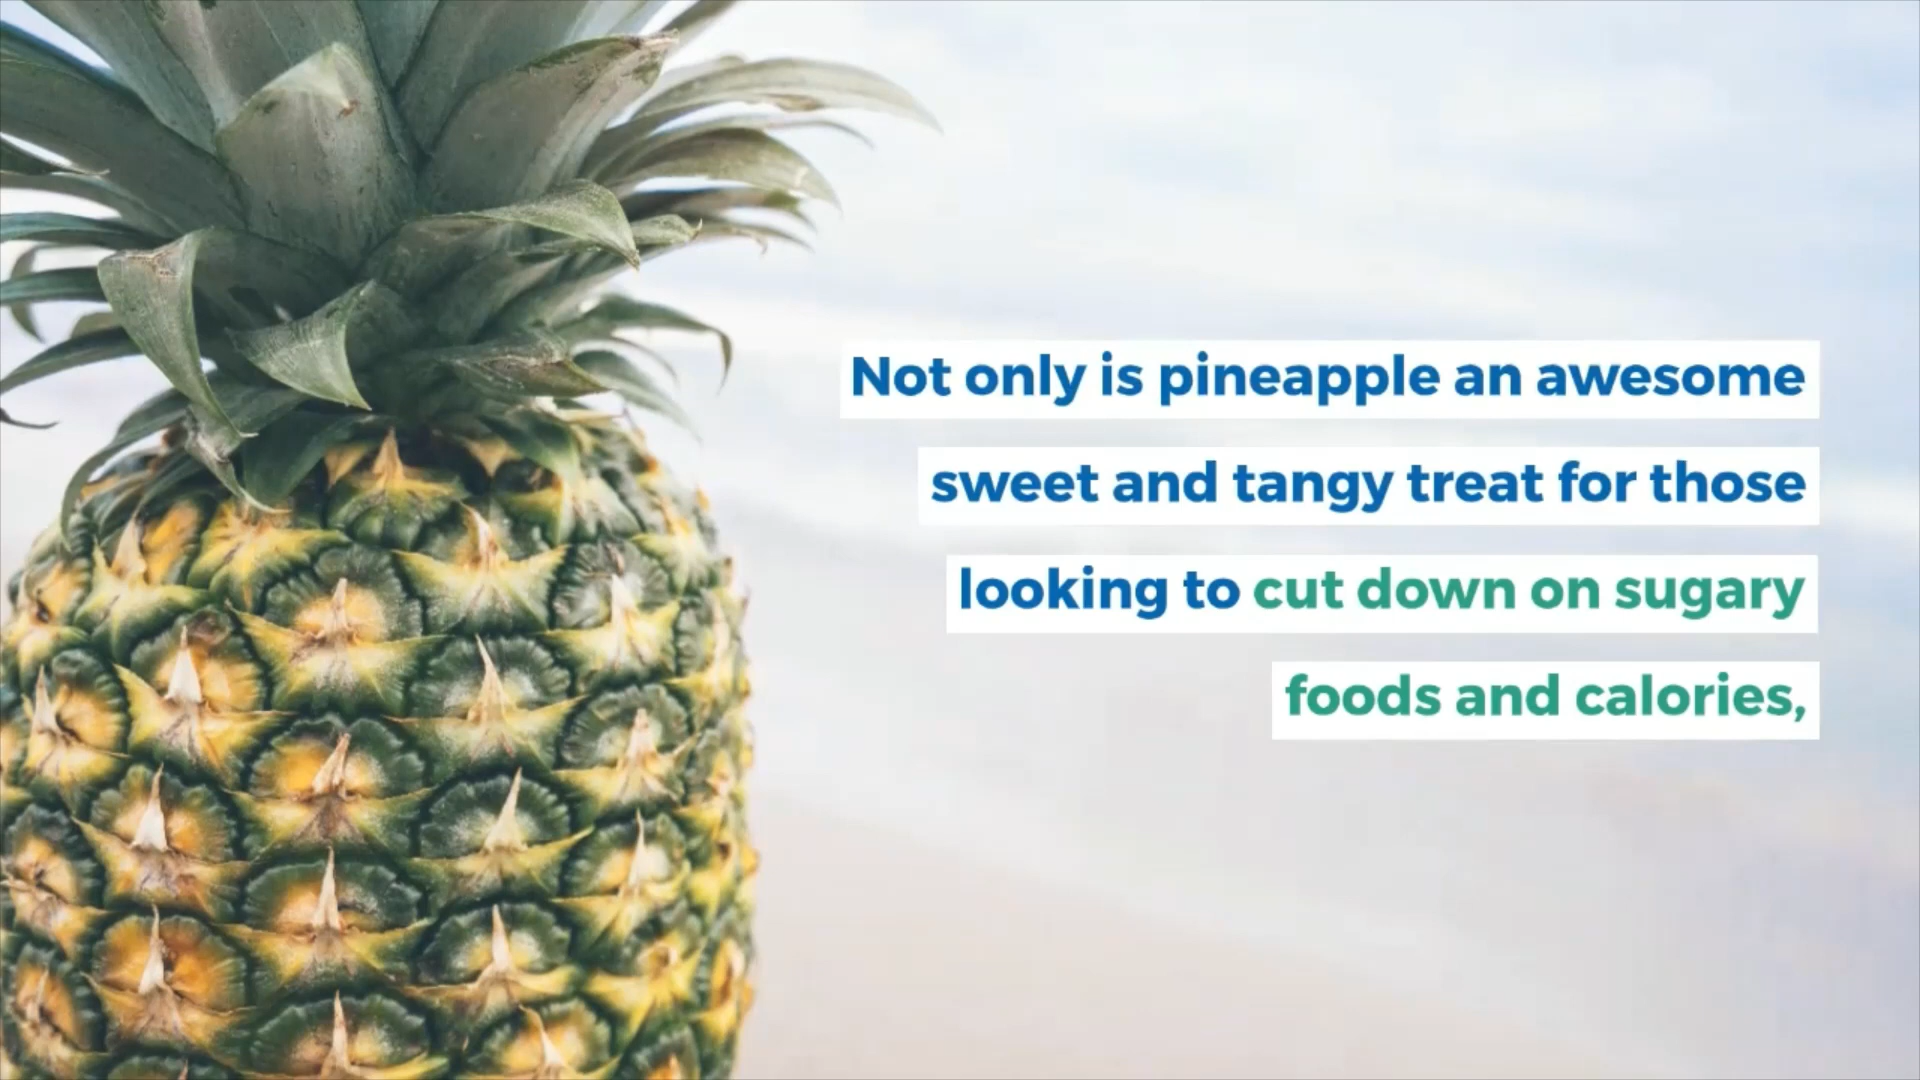 Not only is pineapple an awesome
sweet and tangy treat for those
looking to cut down on sugary
foods and calories,